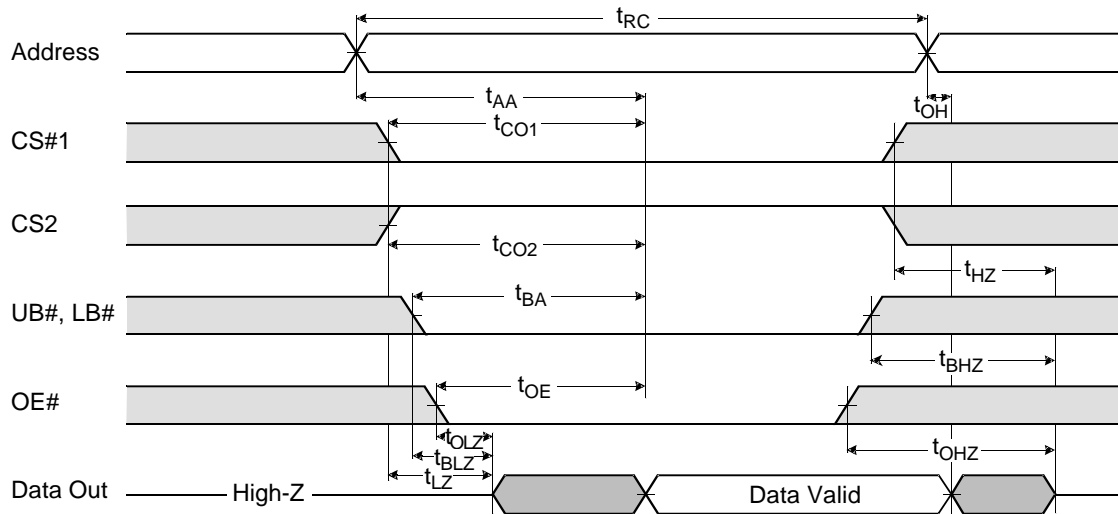 tRC
Address
tAA
tOH
CS#1
tCO1
CS2
tCO2
tHZ
UB#, LB#
tBA
tBHZ
OE#
tOE
tOLZ
tOHZ
tBLZ
tLZ
Data Out
High-Z
Data Valid